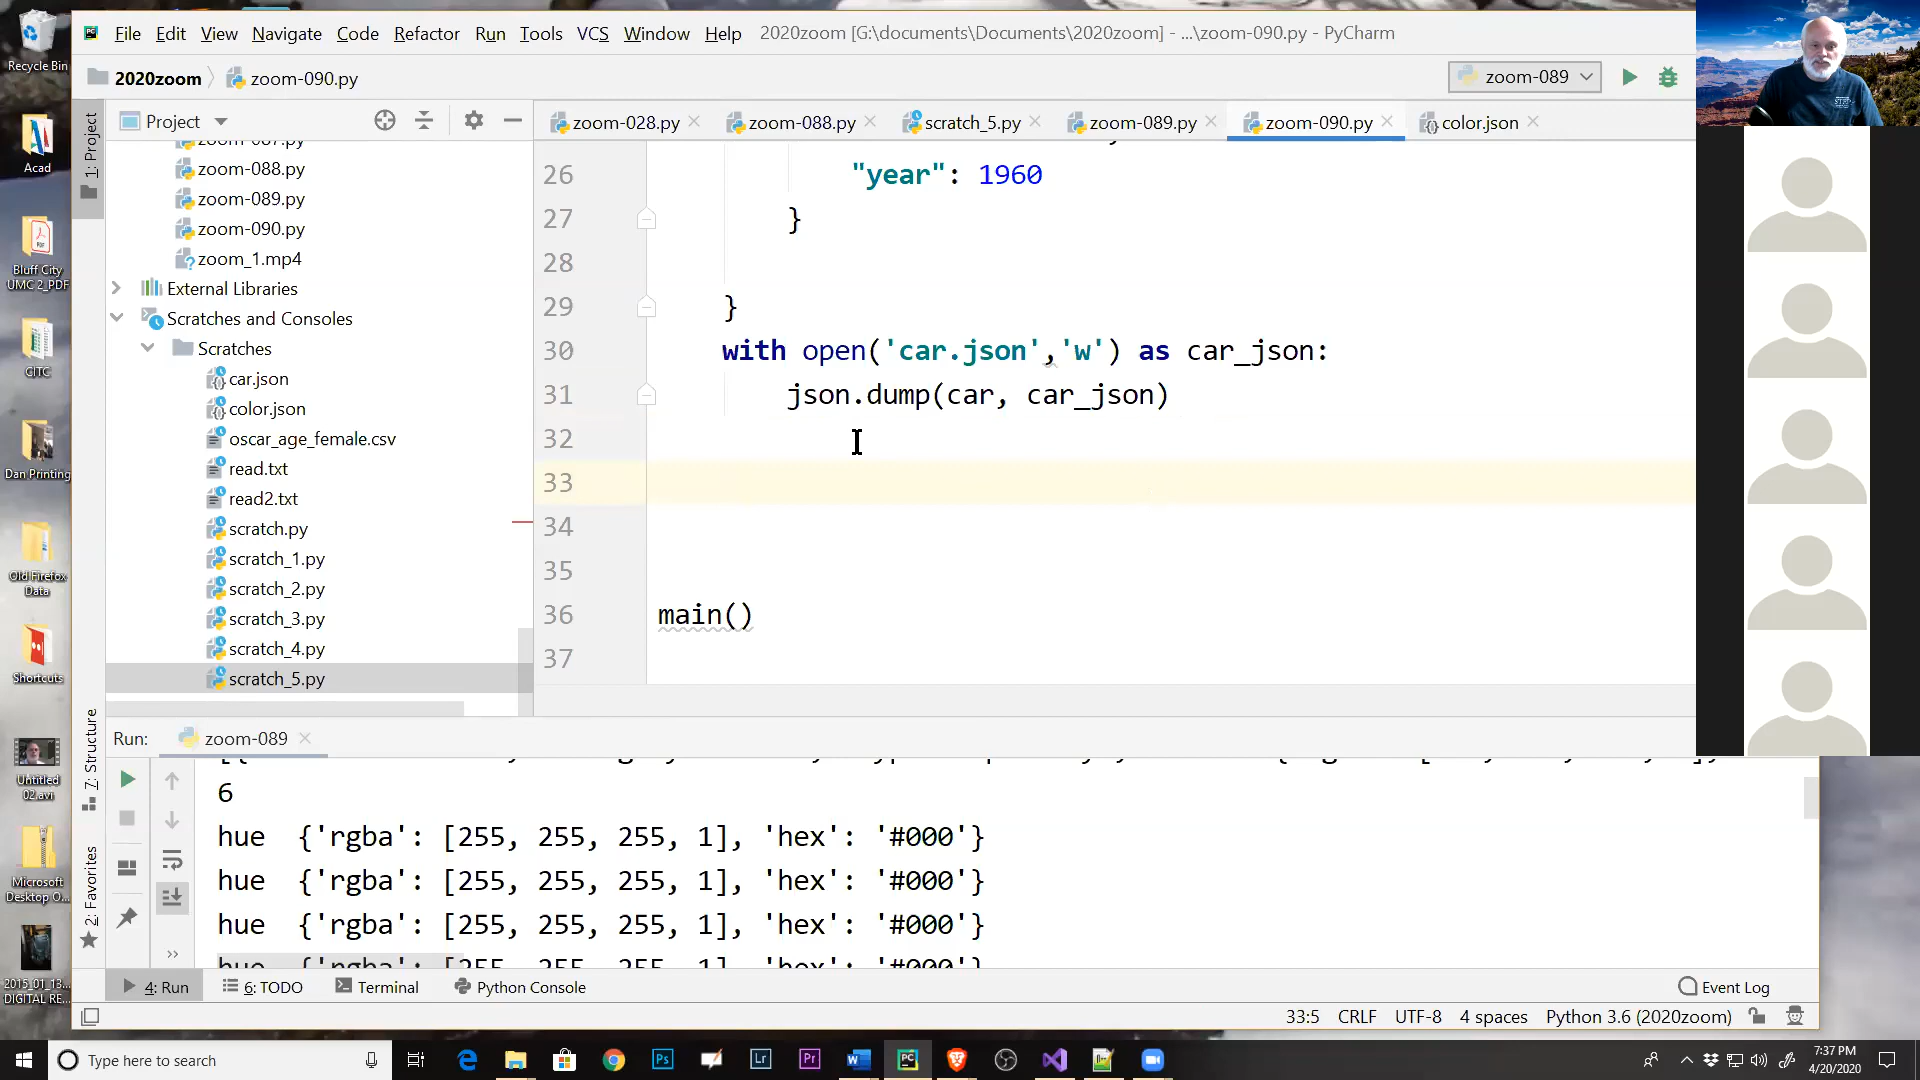 File Edit View Navigate Code Refactor Run Tools VCS Window Help 2020zoom [G:\documents\Documents\2020zoom] - ...\zoom-090.py - PyCharm
2020zoom zoom-090.py
zoom-089
Project
zoom-028.py zoom-088.py scratch_5.py zoom-089.py zoom-090.py color.json
1: Project
zoom-087.py
zoom-088.py
zoom-089.py
zoom-090.py
zoom_1.mp4
External Libraries
Scratches and Consoles
Scratches
car.json
color.json
oscar_age_female.csv
read.txt
read2.txt
scratch.py
scratch_1.py
scratch_2.py
scratch_3.py
scratch_4.py
scratch_5.py
26 "year": 1960
27 }
28
29 }
30 with open('car.json','w') as car_json:
31 json.dump(car, car_json)
32
33
34
35
36 main()
37
7: Structure
2: Favorites
Run: zoom-089
6
hue {'rgba': [255, 255, 255, 1], 'hex': '#000'}
hue {'rgba': [255, 255, 255, 1], 'hex': '#000'}
hue {'rgba': [255, 255, 255, 1], 'hex': '#000'}
hue {'rgba': [255, 255, 255, 1], 'hex': '#000'}
4: Run 6: TODO Terminal Python Console Event Log
33:5 CRLF UTF-8 4 spaces Python 3.6 (2020zoom)
Recycle Bin
Acad
Bluff City
UMC 2_PDF
CITC
Dan Printing
Old Firefox
Data
Shortcuts
Untitled
02.avi
Microsoft
Desktop O...
2015_01_13...
DIGITAL RE...
Type here to search
7:37 PM
4/20/2020